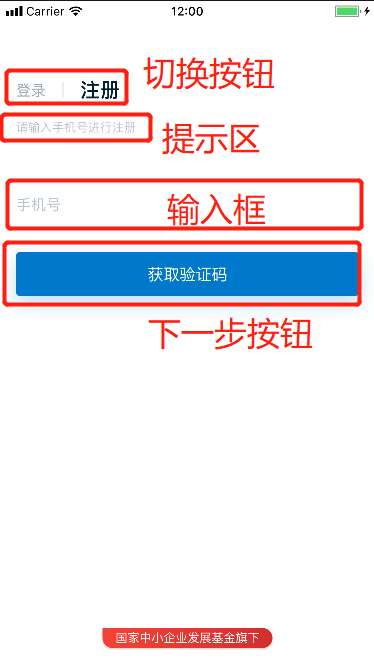 Carrier 12:00
切换按钮
登录 | 注册
请输入手机号进行注册
提示区
手机号
输入框
获取验证码
下一步按钮
国家中小企业发展基金旗下